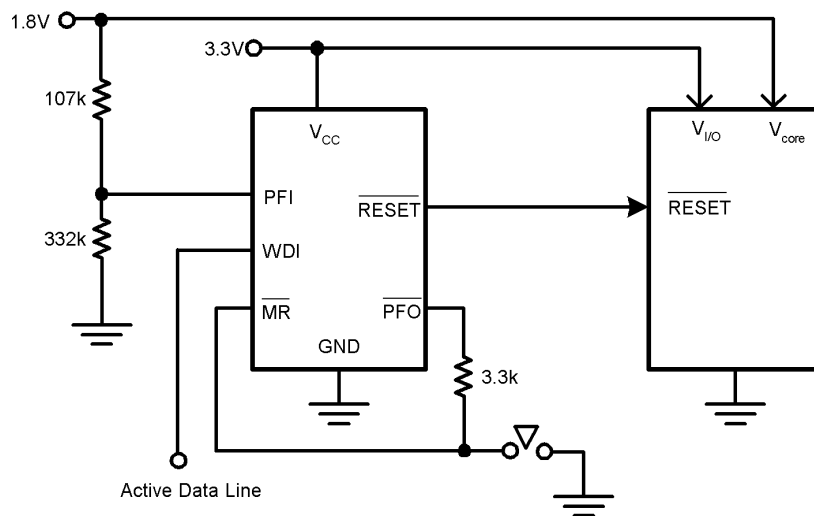 1.8V
3.3V
107k
V_CC
V_I/O
V_core
PFI
RESET
RESET
332k
WDI
MR
PFO
GND
3.3k
Active Data Line